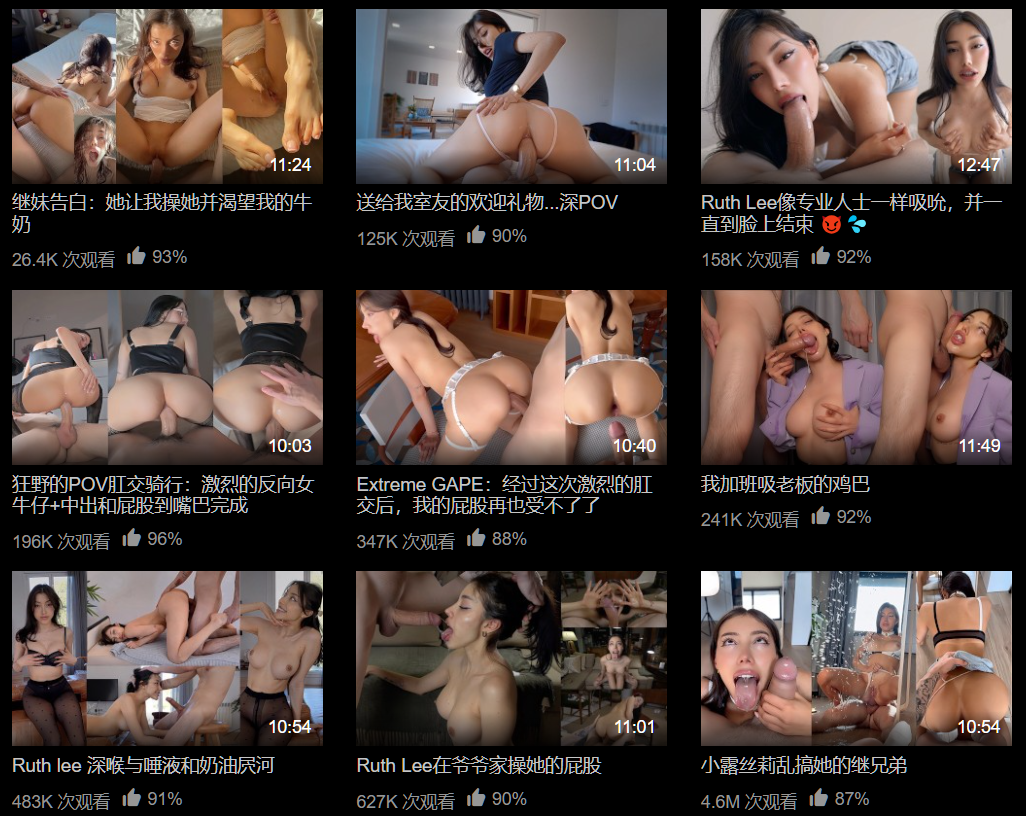 11:24
11:04
12:47
继妹告白：她让我操她并渴望我的牛
奶
26.4K 次观看 93%
送给我室友的欢迎礼物...深POV
125K 次观看 90%
Ruth Lee像专业人士一样吸吮，并一
直到脸上结束 😈 💦
158K 次观看 92%
10:03
10:40
11:49
狂野的POV肛交骑行：激烈的反向女
牛仔+中出和屁股到嘴巴完成
196K 次观看 96%
Extreme GAPE：经过这次激烈的肛
交后，我的屁股再也受不了了
347K 次观看 88%
我加班吸老板的鸡巴
241K 次观看 92%
10:54
11:01
10:54
Ruth lee 深喉与唾液和奶油屄河
483K 次观看 91%
Ruth Lee在爷爷家操她的屁股
627K 次观看 90%
小露丝莉乱搞她的继兄弟
4.6M 次观看 87%